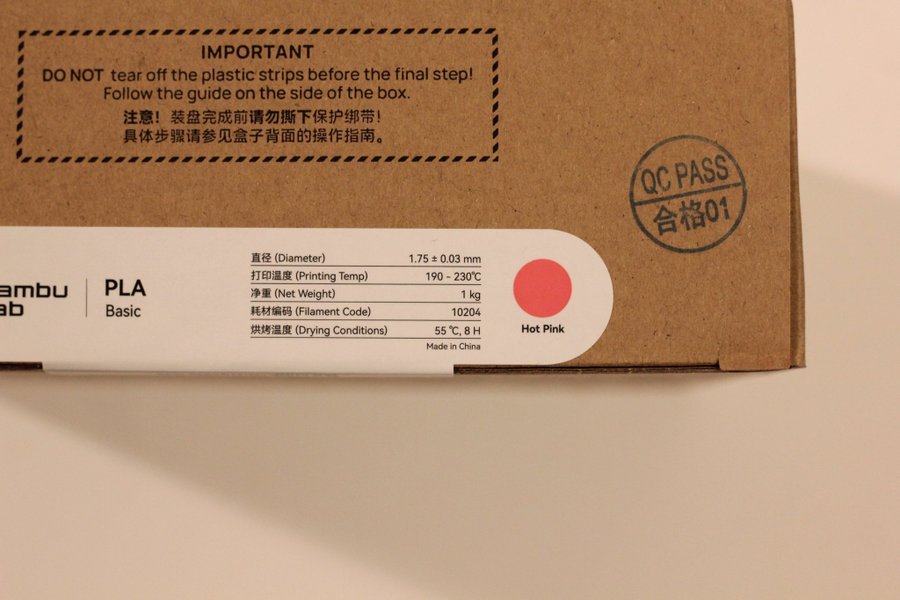 IMPORTANT
DO NOT tear off the plastic strips before the final step!
Follow the guide on the side of the box.
注意！装盘完成前请勿撕下保护绑带！
具体步骤请参见盒子背面的操作指南。
QC PASS
合格01
ambu
ab
PLA
Basic
直径 (Diameter) 1.75 ± 0.03 mm
打印温度 (Printing Temp) 190 ~ 230℃
净重 (Net Weight) 1 kg
耗材编码 (Filament Code) 10204
烘烤温度 (Drying Conditions) 55 ℃, 8 H
Made in China
Hot Pink